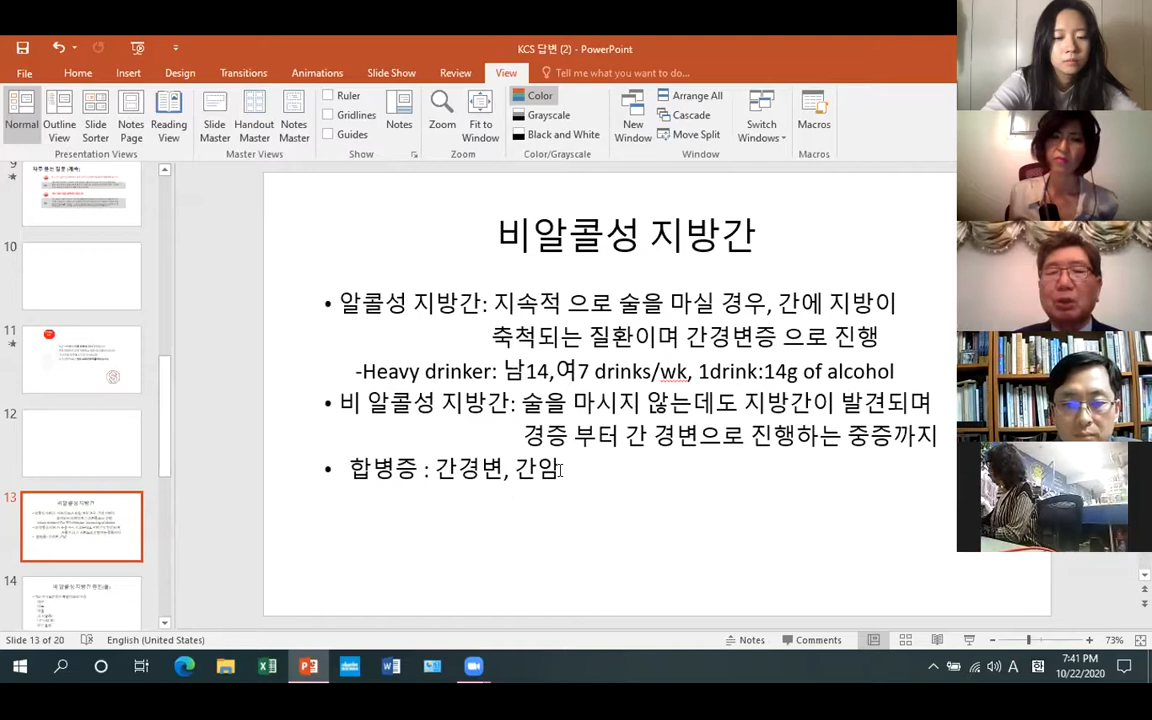 KCS 답변 (2) - PowerPoint
File Home Insert Design Transitions Animations Slide Show Review View Tell me what you want to do...
Normal Outline View Slide Sorter Notes Page Reading View Slide Master Handout Master Notes Master Ruler Gridlines Guides Notes Zoom Fit to Window Color Grayscale Black and White New Window Arrange All Cascade Move Split Switch Windows Macros
Presentation Views Master Views Show Zoom Color/Grayscale Window Macros
9
10
11
12
13
14
비알콜성 지방간
• 알콜성 지방간: 지속적 으로 술을 마실 경우, 간에 지방이
축척되는 질환이며 간경변증 으로 진행
-Heavy drinker: 남14,여7 drinks/wk, 1drink:14g of alcohol
• 비 알콜성 지방간: 술을 마시지 않는데도 지방간이 발견되며
경증 부터 간 경변으로 진행하는 중증까지
• 합병증 : 간경변, 간암
Slide 13 of 20 English (United States) Notes Comments 73%
A 한 7:41 PM
10/22/2020